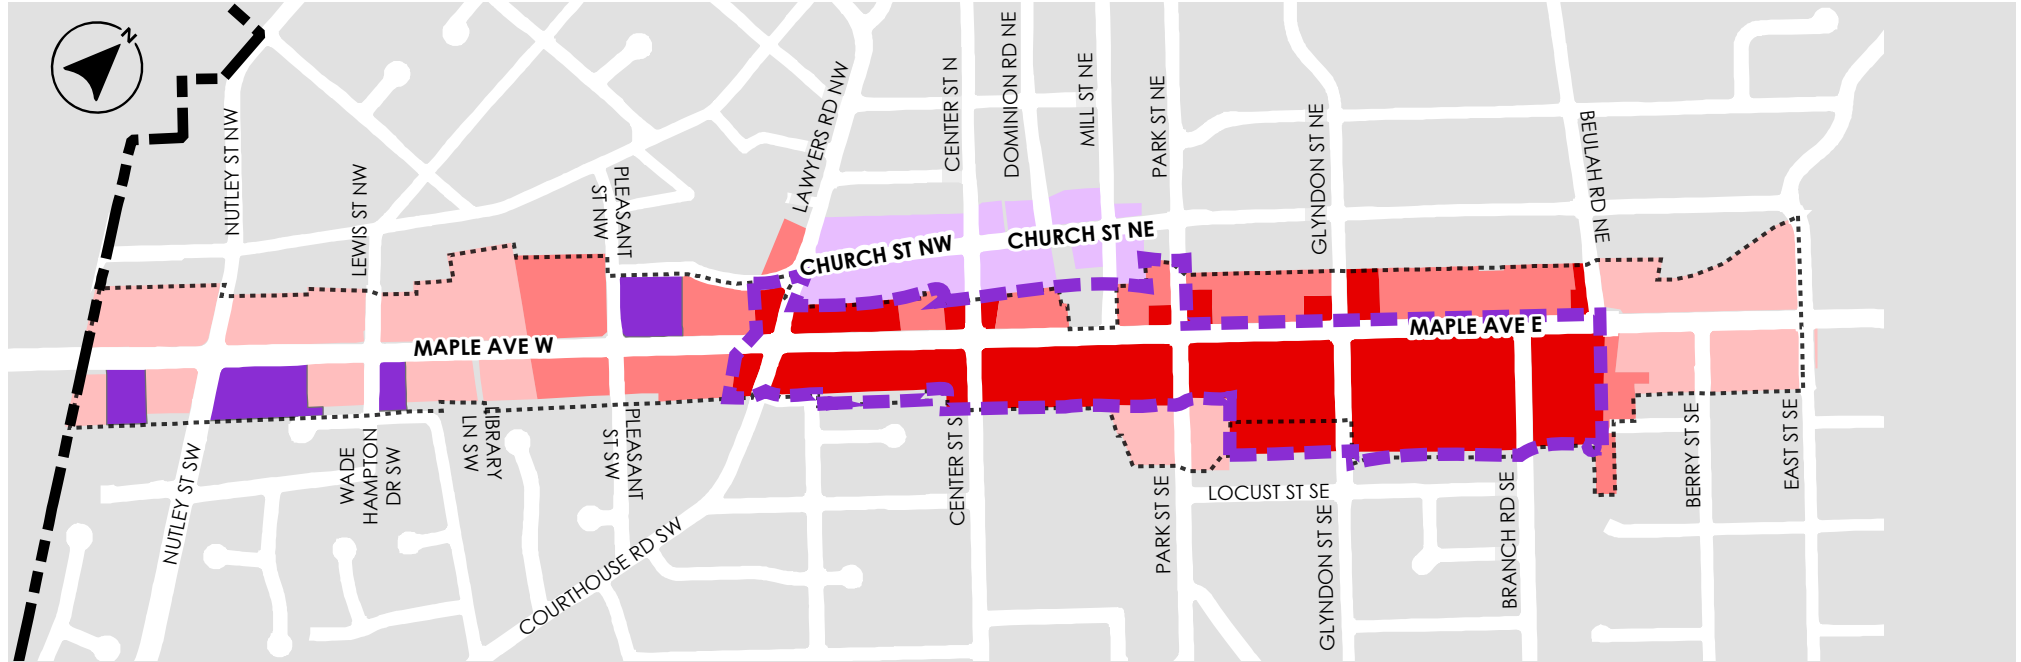 N
NUTLEY ST NW
LEWIS ST NW
PLEASANT
ST NW
LAWYERS RD NW
CENTER ST N
DOMINION RD NE
MILL ST NE
PARK ST NE
GLYNDON ST NE
BEULAH RD NE
CHURCH ST NW
CHURCH ST NE
MAPLE AVE W
MAPLE AVE E
NUTLEY ST SW
WADE
HAMPTON
DR SW
LIBRARY
LN SW
PLEASANT
ST SW
COURTHOUSE RD SW
CENTER ST S
PARK ST SE
LOCUST ST SE
GLYNDON ST SE
BRANCH RD SE
BERRY ST SE
EAST ST SE